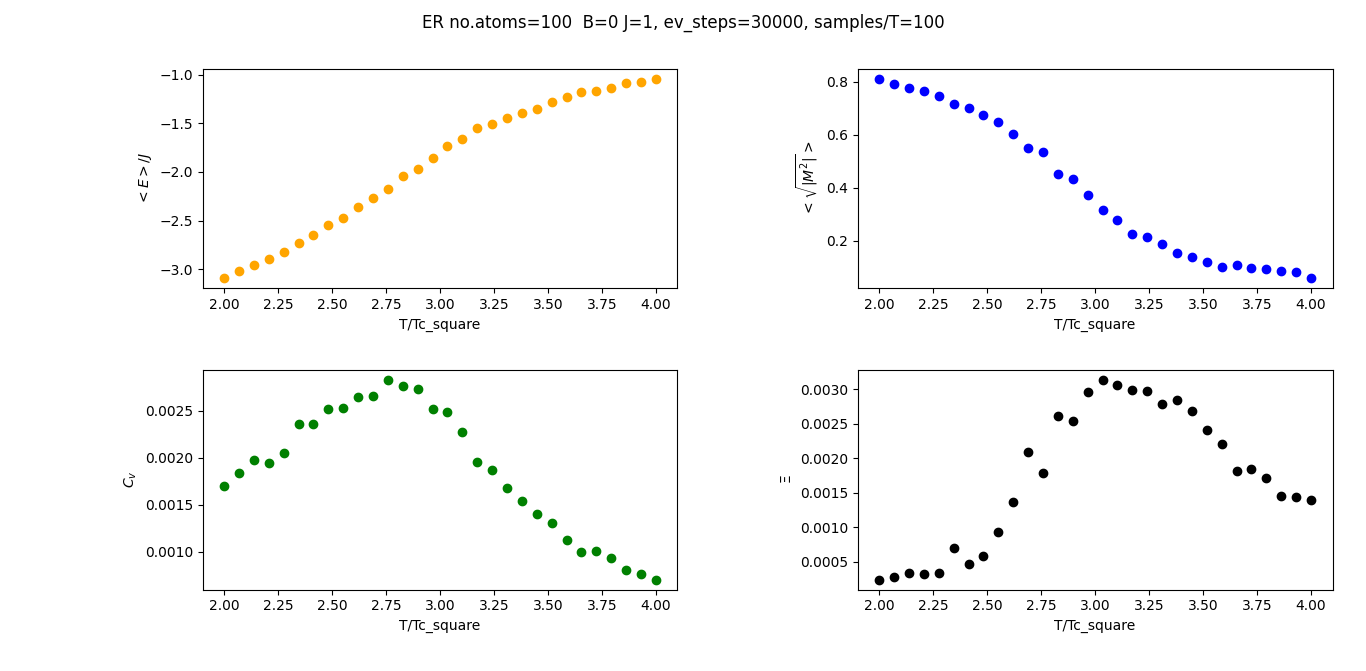 ER no.atoms=100  B=0 J=1, ev_steps=30000, samples/T=100
−1.0
−1.5
−2.0
−2.5
−3.0
< E > /J
2.00 2.25 2.50 2.75 3.00 3.25 3.50 3.75 4.00
T/Tc_square
0.8
0.6
0.4
0.2
< √|M²| >
2.00 2.25 2.50 2.75 3.00 3.25 3.50 3.75 4.00
T/Tc_square
0.0025
0.0020
0.0015
0.0010
Cᵥ
2.00 2.25 2.50 2.75 3.00 3.25 3.50 3.75 4.00
T/Tc_square
0.0030
0.0025
0.0020
0.0015
0.0010
0.0005
Ξ
2.00 2.25 2.50 2.75 3.00 3.25 3.50 3.75 4.00
T/Tc_square